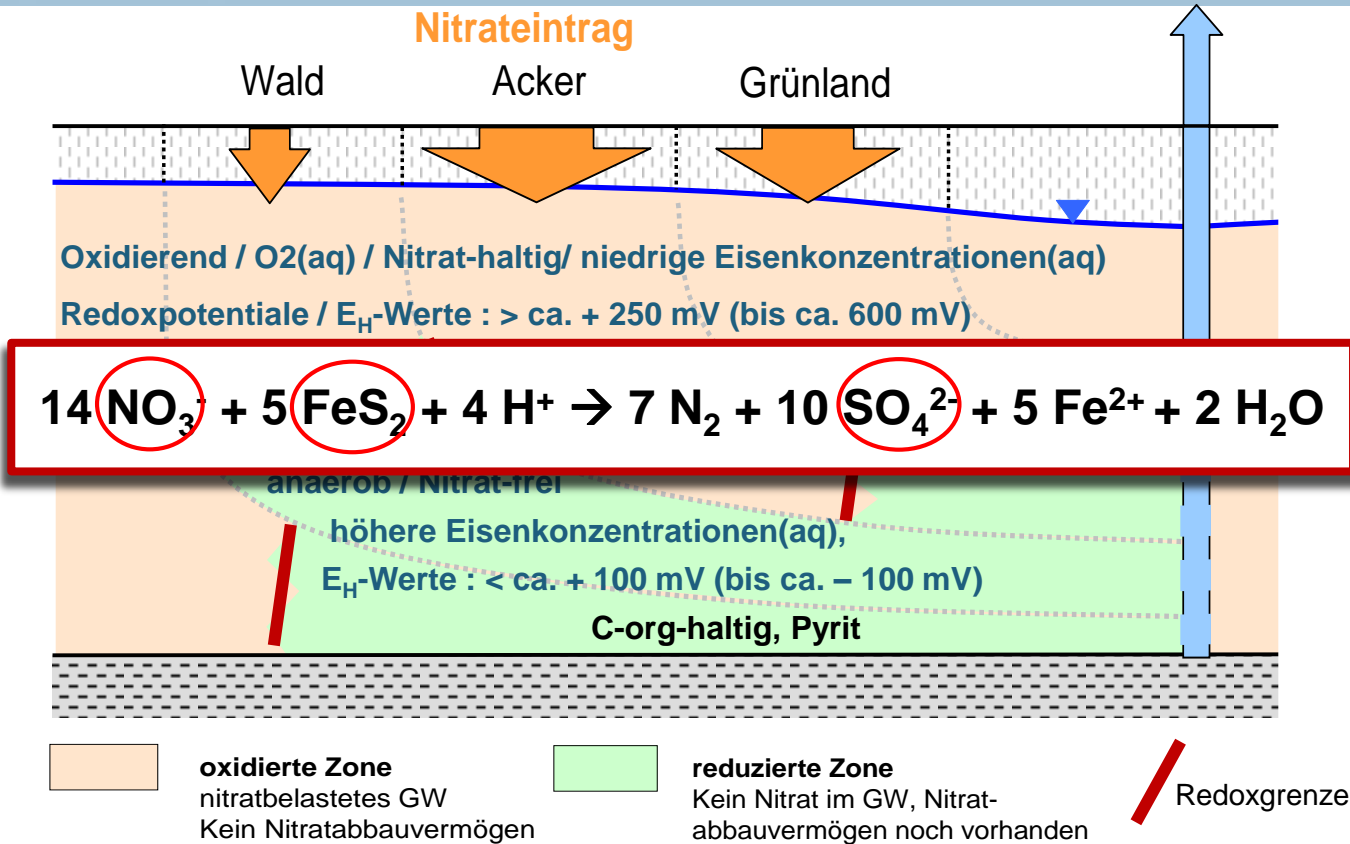 Nitrateintrag
Wald Acker Grünland
Oxidierend / O2(aq) / Nitrat-haltig/ niedrige Eisenkonzentrationen(aq)
Redoxpotentiale / E_H-Werte : > ca. + 250 mV (bis ca. 600 mV)
14 NO₃⁻ + 5 FeS₂ + 4 H⁺ → 7 N₂ + 10 SO₄²⁻ + 5 Fe²⁺ + 2 H₂O
anaerob / Nitrat-frei
höhere Eisenkonzentrationen(aq),
E_H-Werte : < ca. + 100 mV (bis ca. – 100 mV)
C-org-haltig, Pyrit
oxidierte Zone
nitratbelastetes GW
Kein Nitratabbauvermögen
reduzierte Zone
Kein Nitrat im GW, Nitrat-
abbauvermögen noch vorhanden
Redoxgrenze